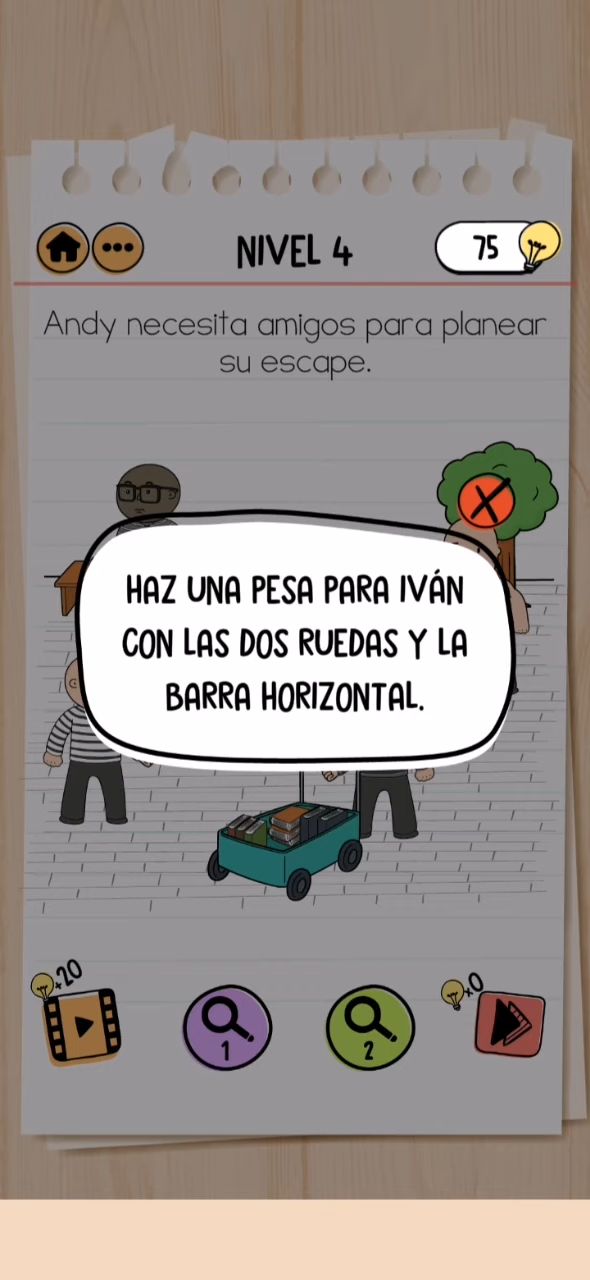 NIVEL 4
75
Andy necesita amigos para planear
su escape.
HAZ UNA PESA PARA IVÁN
CON LAS DOS RUEDAS Y LA
BARRA HORIZONTAL.
+20
1
2
x0